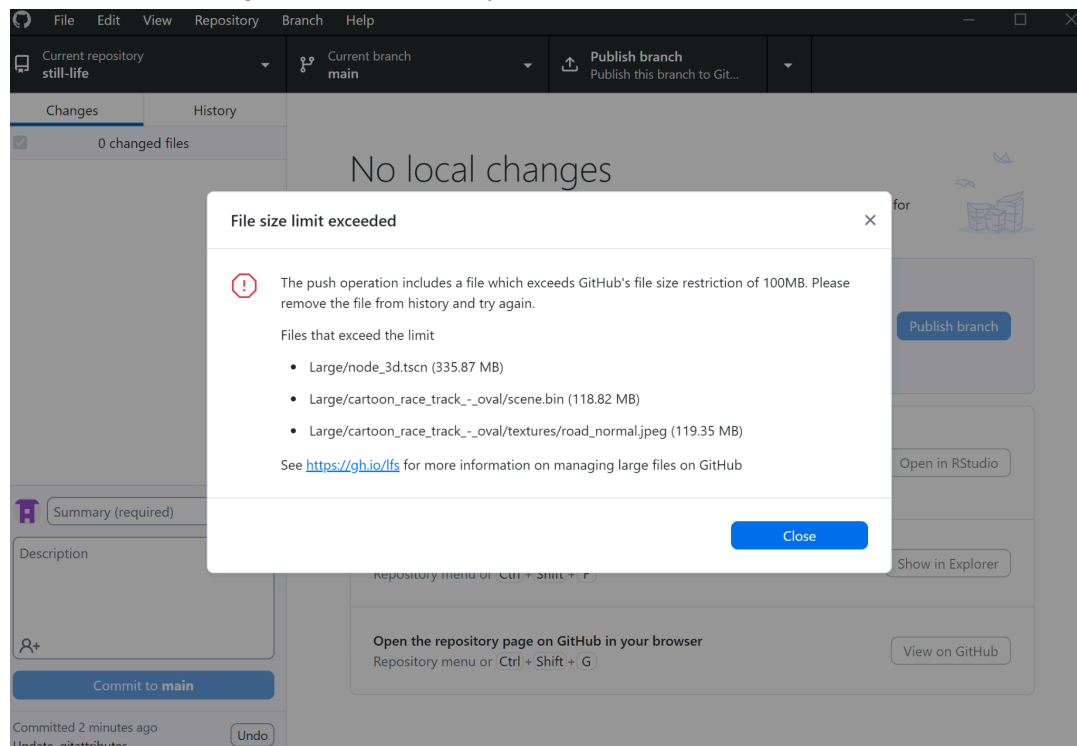 File Edit View Repository Branch Help
Current repository
still-life
Current branch
main
Publish branch
Publish this branch to Git...
Changes History
0 changed files
No local changes
for
File size limit exceeded
The push operation includes a file which exceeds GitHub's file size restriction of 100MB. Please
remove the file from history and try again.
Files that exceed the limit
• Large/node_3d.tscn (335.87 MB)
• Large/cartoon_race_track_-_oval/scene.bin (118.82 MB)
• Large/cartoon_race_track_-_oval/textures/road_normal.jpeg (119.35 MB)
See https://gh.io/lfs for more information on managing large files on GitHub
Close
Publish branch
Open in RStudio
Summary (required)
Description
Repository menu or Ctrl + Shift + F
Show in Explorer
Open the repository page on GitHub in your browser
Repository menu or Ctrl + Shift + G
View on GitHub
Commit to main
Committed 2 minutes ago
Update .gitattributes
Undo